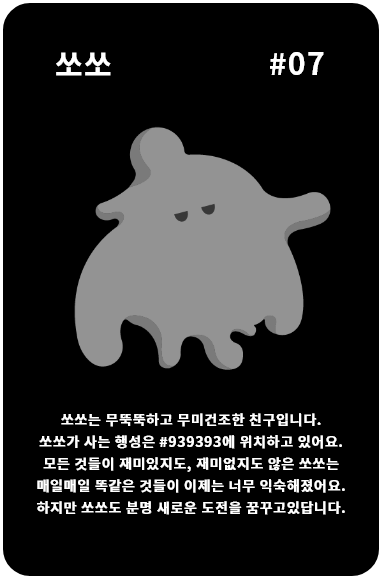 쏘쏘 #07
쏘쏘는 무뚝뚝하고 무미건조한 친구입니다.
쏘쏘가 사는 행성은 #939393에 위치하고 있어요.
모든 것들이 재미있지도, 재미없지도 않은 쏘쏘는
매일매일 똑같은 것들이 이제는 너무 익숙해졌어요.
하지만 쏘쏘도 분명 새로운 도전을 꿈꾸고있답니다.